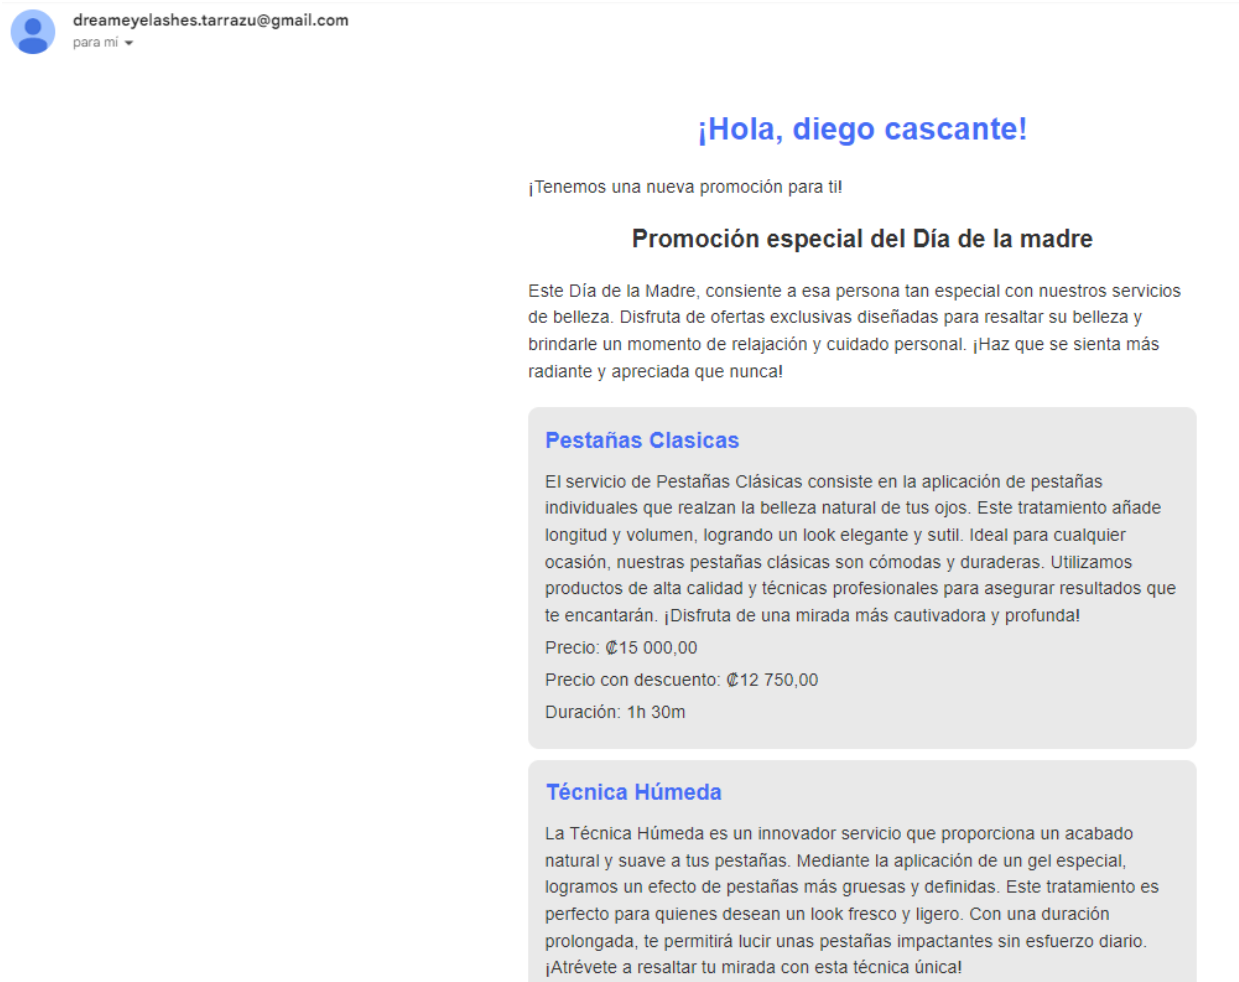 dreameyelashes.tarrazu@gmail.com
para mí
¡Hola, diego cascante!
¡Tenemos una nueva promoción para ti!
Promoción especial del Día de la madre
Este Día de la Madre, consiente a esa persona tan especial con nuestros servicios
de belleza. Disfruta de ofertas exclusivas diseñadas para resaltar su belleza y
brindarle un momento de relajación y cuidado personal. ¡Haz que se sienta más
radiante y apreciada que nunca!
Pestañas Clasicas
El servicio de Pestañas Clásicas consiste en la aplicación de pestañas
individuales que realzan la belleza natural de tus ojos. Este tratamiento añade
longitud y volumen, logrando un look elegante y sutil. Ideal para cualquier
ocasión, nuestras pestañas clásicas son cómodas y duraderas. Utilizamos
productos de alta calidad y técnicas profesionales para asegurar resultados que
te encantarán. ¡Disfruta de una mirada más cautivadora y profunda!
Precio: ₡15 000,00
Precio con descuento: ₡12 750,00
Duración: 1h 30m
Técnica Húmeda
La Técnica Húmeda es un innovador servicio que proporciona un acabado
natural y suave a tus pestañas. Mediante la aplicación de un gel especial,
logramos un efecto de pestañas más gruesas y definidas. Este tratamiento es
perfecto para quienes desean un look fresco y ligero. Con una duración
prolongada, te permitirá lucir unas pestañas impactantes sin esfuerzo diario.
¡Atrévete a resaltar tu mirada con esta técnica única!